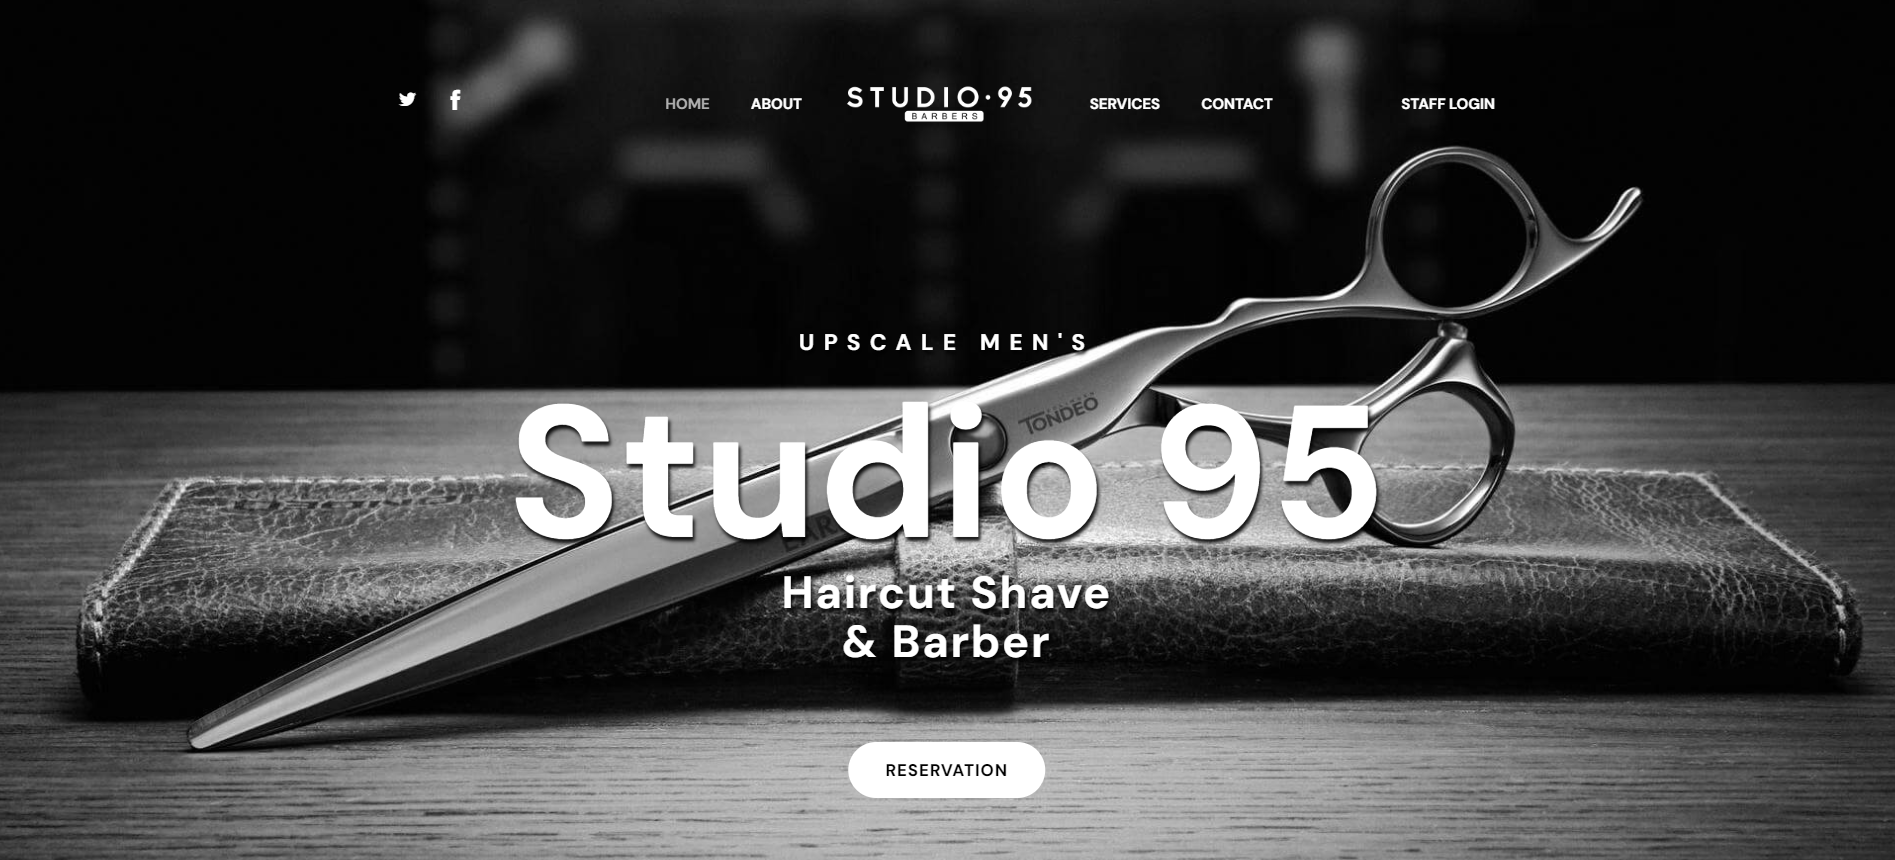 HOME
ABOUT
STUDIO·95
BARBERS
SERVICES
CONTACT
STAFF LOGIN
UPSCALE MEN'S
TONDEO
Studio 95
Haircut Shave
& Barber
RESERVATION